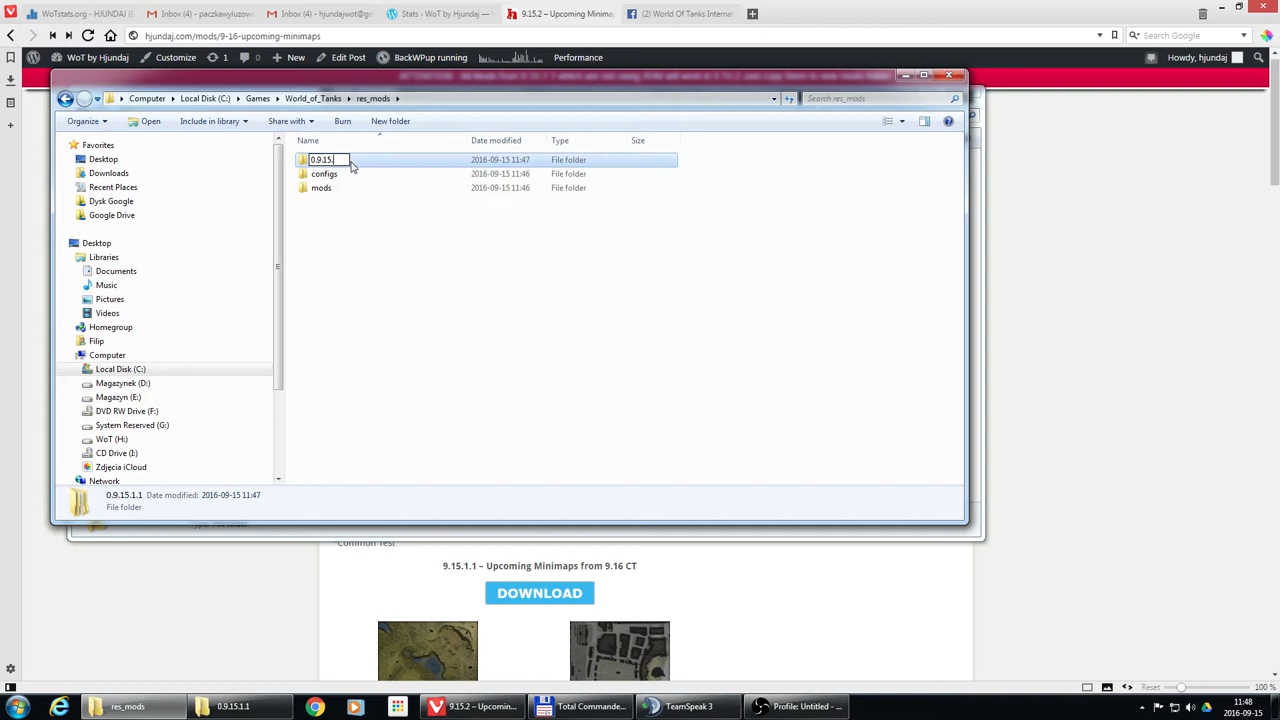 WoTstats.org - (
Inbox (4) - paczkawyluzow
Inbox (4) - hjundajwot@gm
Stats ‹ WoT by Hjundaj —
9.15.2 – Upcoming Minima
(2) World Of Tanks Interna
hjundaj.com/mods/9-16-upcoming-minimaps
Search Google
WoT by Hjundaj
Customize
1
0
New
Edit Post
BackWPup running
Performance
Howdy, hjundaj
Computer
Local Disk (C:)
Games
World_of_Tanks
res_mods
Search res_mods
Organize
Open
Include in library
Share with
Burn
New folder
Name
Date modified
Type
Size
0.9.15.
2016-09-15 11:47
File folder
configs
2016-09-15 11:46
File folder
mods
2016-09-15 11:46
File folder
Favorites
Desktop
Downloads
Recent Places
Dysk Google
Google Drive
Desktop
Libraries
Documents
Music
Pictures
Videos
Homegroup
Filip
Computer
Local Disk (C:)
Magazynek (D:)
Magazyn (E:)
DVD RW Drive (F:)
System Reserved (G:)
WoT (H:)
CD Drive (I:)
Zdjęcia iCloud
Network
0.9.15.1.1 Date modified: 2016-09-15 11:47
File folder
Common Test
9.15.1.1 – Upcoming Minimaps from 9.16 CT
DOWNLOAD
Reset
100 %
res_mods
0.9.15.1.1
9.15.2 – Upcomin...
Total Commande...
TeamSpeak 3
Profile: Untitled - ...
11:48
2016-09-15